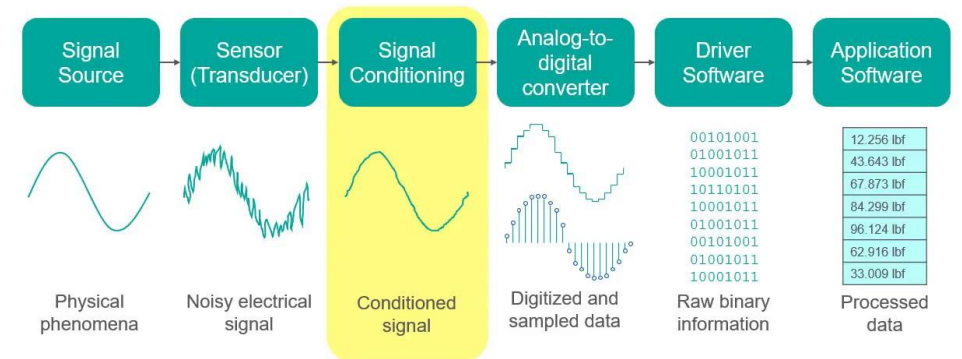 Signal
Source
Sensor
(Transducer)
Signal
Conditioning
Analog-to-
digital
converter
Driver
Software
Application
Software
00101001
01001011
10001011
10110101
10001011
01001011
00101001
01001011
10001011
12.256 lbf
43.643 lbf
67.873 lbf
84.299 lbf
96.124 lbf
62.916 lbf
33.009 lbf
Physical
phenomena
Noisy electrical
signal
Conditioned
signal
Digitized and
sampled data
Raw binary
information
Processed
data